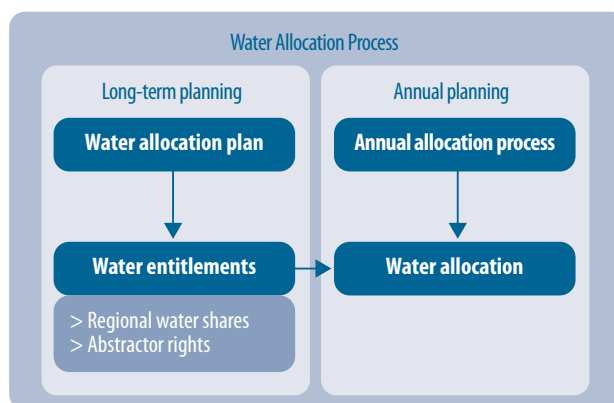 Water Allocation Process
Long-term planning
Water allocation plan
Water entitlements
> Regional water shares
> Abstractor rights
Annual planning
Annual allocation process
Water allocation